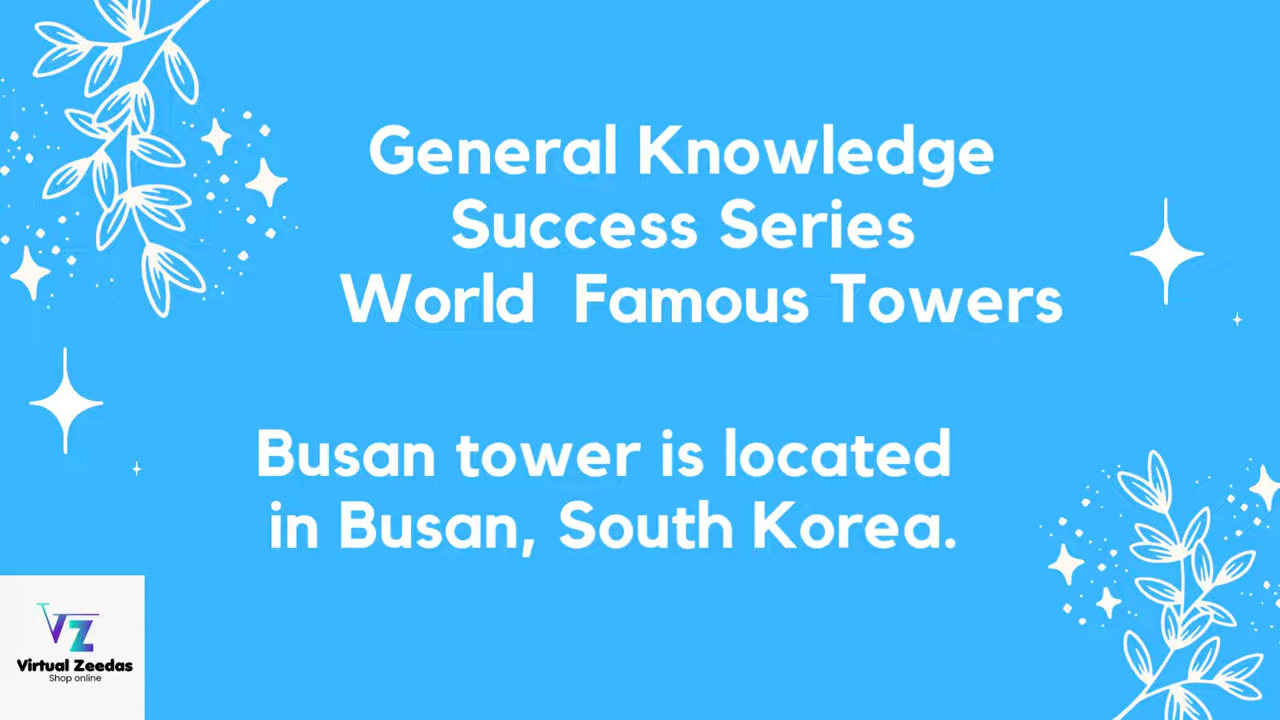 General Knowledge
Success Series
World Famous Towers
Busan tower is located
in Busan, South Korea.
VZ
Virtual Zeedas
Shop online